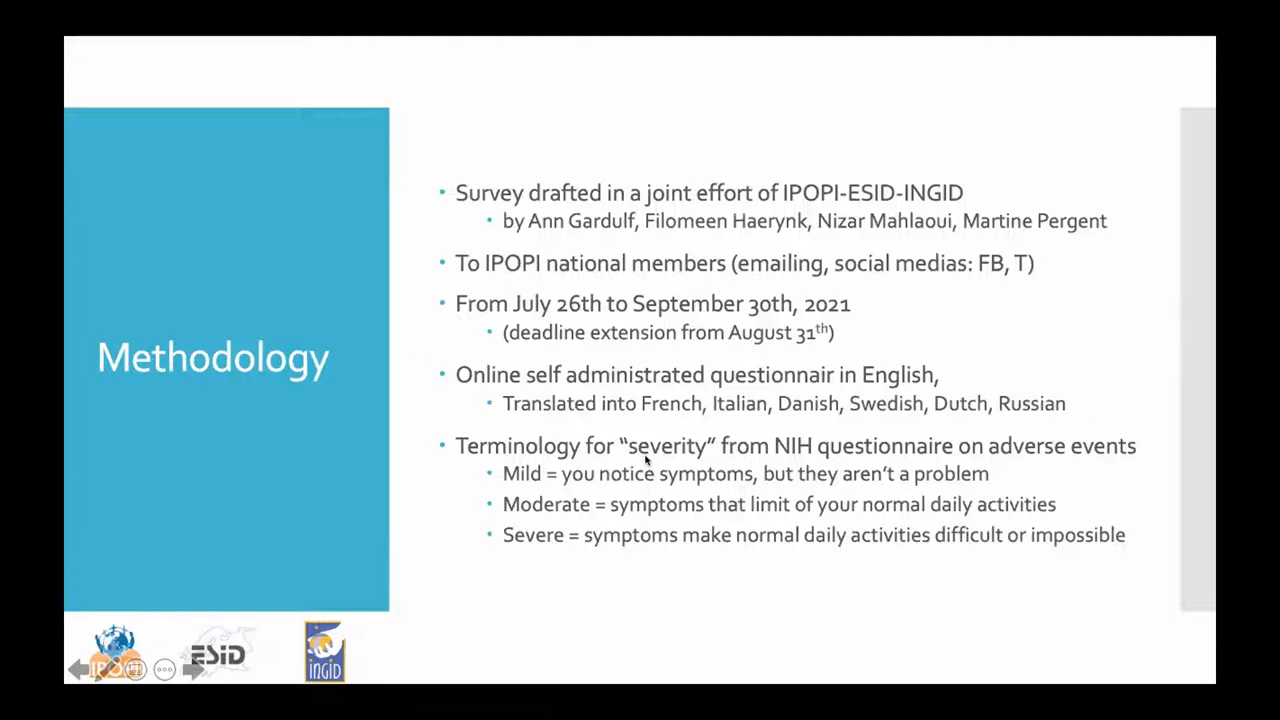 Methodology
• Survey drafted in a joint effort of IPOPI-ESID-INGID
• by Ann Gardulf, Filomeen Haerynk, Nizar Mahlaoui, Martine Pergent
• To IPOPI national members (emailing, social medias: FB, T)
• From July 26th to September 30th, 2021
• (deadline extension from August 31th)
• Online self administrated questionnair in English,
• Translated into French, Italian, Danish, Swedish, Dutch, Russian
• Terminology for “severity” from NIH questionnaire on adverse events
• Mild = you notice symptoms, but they aren’t a problem
• Moderate = symptoms that limit of your normal daily activities
• Severe = symptoms make normal daily activities difficult or impossible
IPOPI
ESiD
INGID